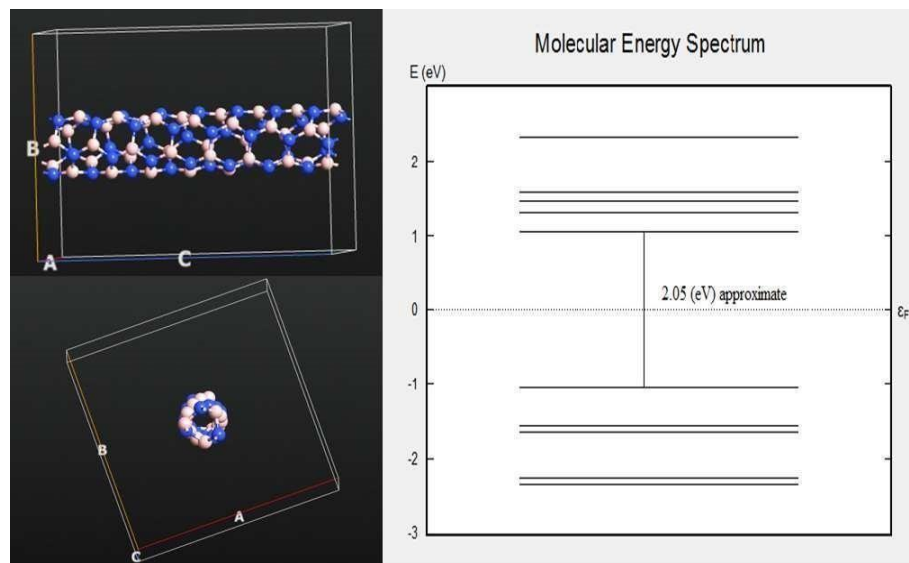 B
A
C
B
A
C
Molecular Energy Spectrum
E (eV)
2
1
2.05 (eV) approximate
0
εF
-1
-2
-3